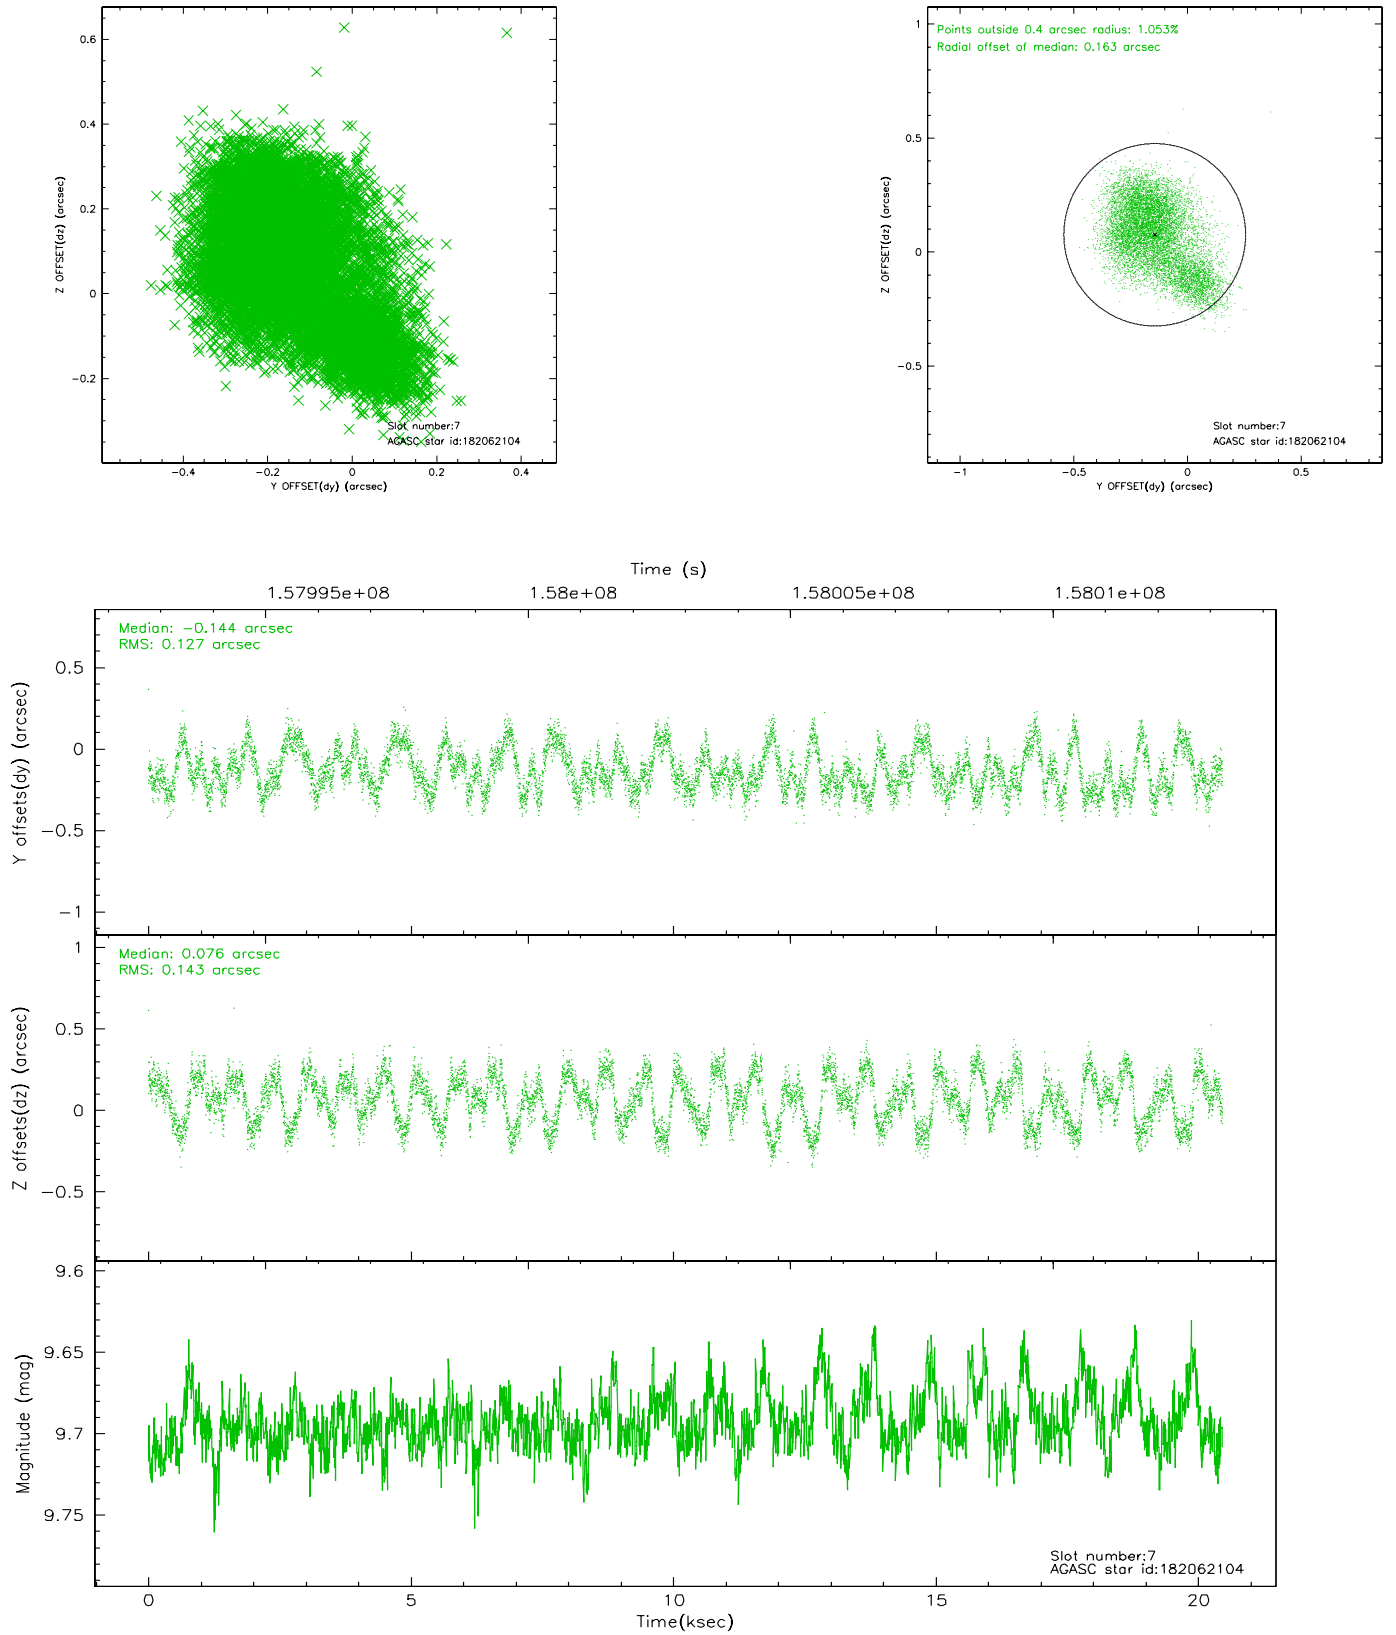 0.6
0.4
0.2
0
−0.2
Z OFFSET(dz) (arcsec)
Slot number:7
AGASC star id:182062104
−0.4 −0.2 0 0.2 0.4
Y OFFSET(dy) (arcsec)
Points outside 0.4 arcsec radius: 1.053%
Radial offset of median: 0.163 arcsec
1
0.5
0
−0.5
Z OFFSET(dz) (arcsec)
Slot number:7
AGASC star id:182062104
−1 −0.5 0 0.5
Y OFFSET(dy) (arcsec)
Time (s)
1.57995e+08 1.58e+08 1.58005e+08 1.5801e+08
Median: −0.144 arcsec
RMS: 0.127 arcsec
0.5
0
−0.5
−1
Y offsets(dy) (arcsec)
Median: 0.076 arcsec
RMS: 0.143 arcsec
1
0.5
0
−0.5
Z offsets(dz) (arcsec)
9.6
9.65
9.7
9.75
Magnitude (mag)
Slot number:7
AGASC star id:182062104
0 5 10 15 20
Time(ksec)